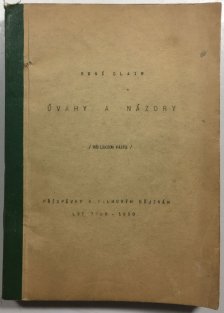 RENÉ CLAIR
ÚVAHY A NÁZORY
/ REFLEXION FAITE /
PŘÍSPĚVKY K FILMOVÝM DĚJINÁM
LET 1920 - 1950